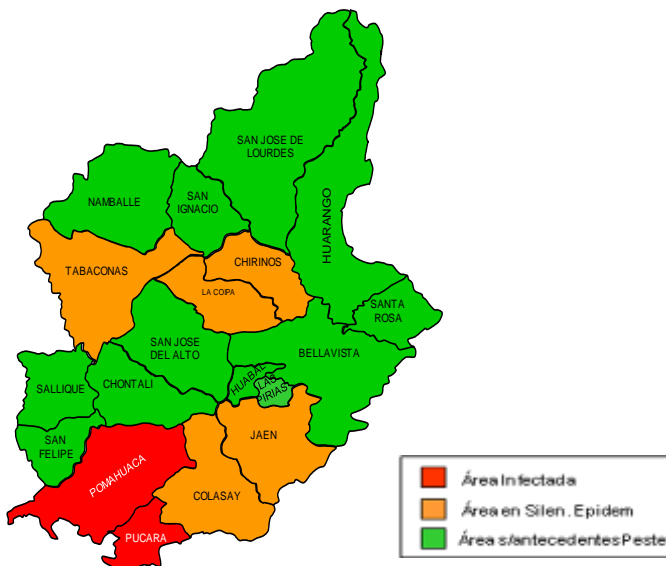 SAN JOSE DE
LOURDES
NAMBALLE
SAN
IGNACIO
HUARANGO
CHIRINOS
TABACONAS
LA COIPA
SANTA
ROSA
SAN JOSE
DEL ALTO
BELLAVISTA
HUABAL
LAS
PIRIAS
SALLIQUE
CHONTALI
JAEN
SAN
FELIPE
POMAHUACA
COLASAY
PUCARA
Área Infectada
Área en Silen. Epidem
Área s/antecedentes Peste